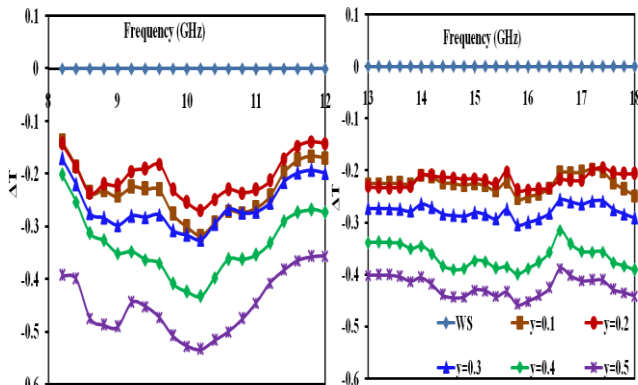 0.1
Frequency (GHz)
0
8 9 10 11 12
-0.1
-0.2
-0.3
-0.4
-0.5
-0.6
ΔT
0.1
Frequency (GHz)
0
13 14 15 16 17 18
-0.1
-0.2
-0.3
-0.4
-0.5
-0.6
ΔT
WS y=0.1 y=0.2
y=0.3 y=0.4 y=0.5